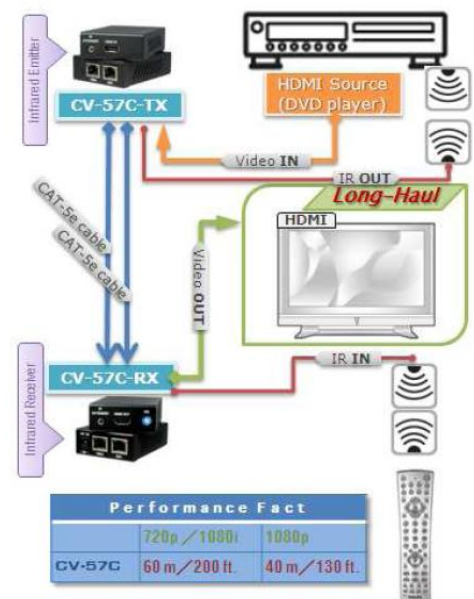 Infrared Emitter
CV-57C-TX
HDMI Source
(DVD player)
Video IN
IR OUT
Long-Haul
HDMI
CAT-5e cable
CAT-5e cable
Video OUT
IR IN
CV-57C-RX
Infrared Receiver
Performance Fact
720p/1080i 1080p
CV-57C 60 m/200 ft. 40 m/130 ft.